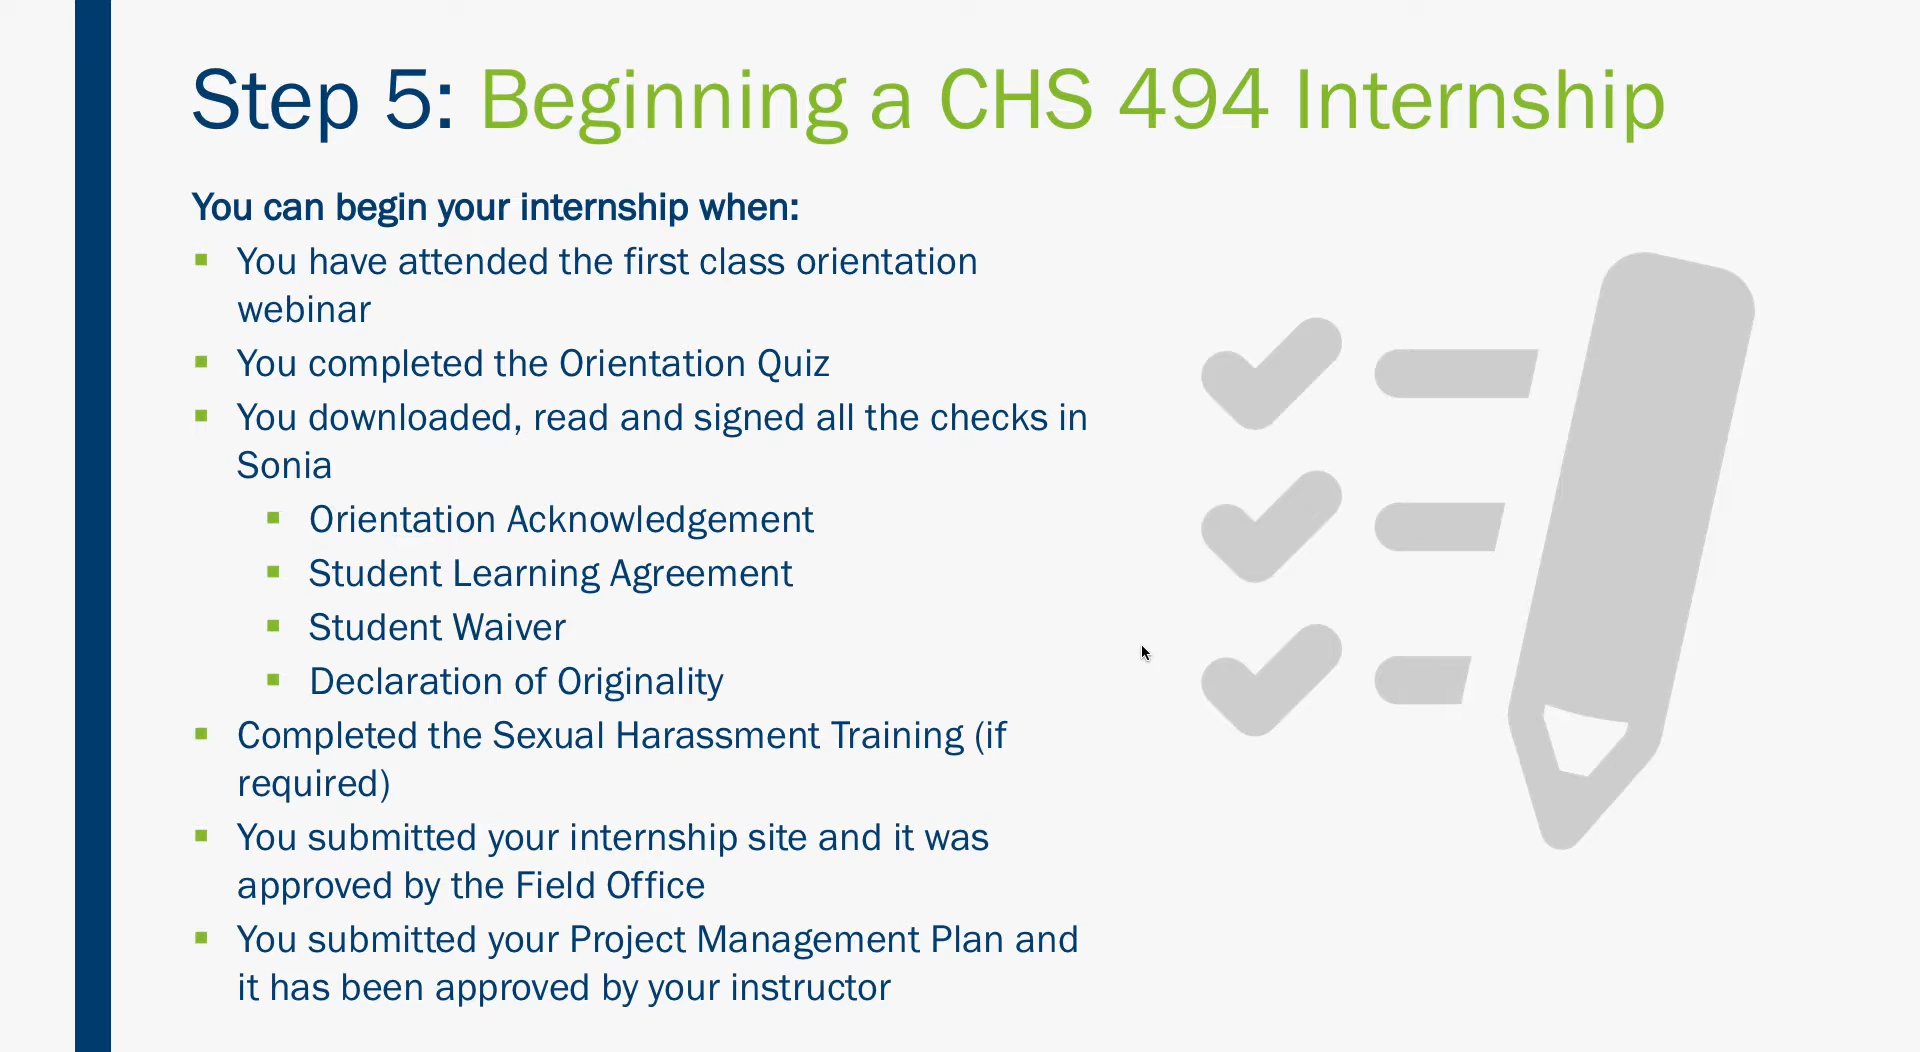 Step 5: Beginning a CHS 494 Internship
You can begin your internship when:
▪ You have attended the first class orientation
webinar
▪ You completed the Orientation Quiz
▪ You downloaded, read and signed all the checks in
Sonia
▪ Orientation Acknowledgement
▪ Student Learning Agreement
▪ Student Waiver
▪ Declaration of Originality
▪ Completed the Sexual Harassment Training (if
required)
▪ You submitted your internship site and it was
approved by the Field Office
▪ You submitted your Project Management Plan and
it has been approved by your instructor